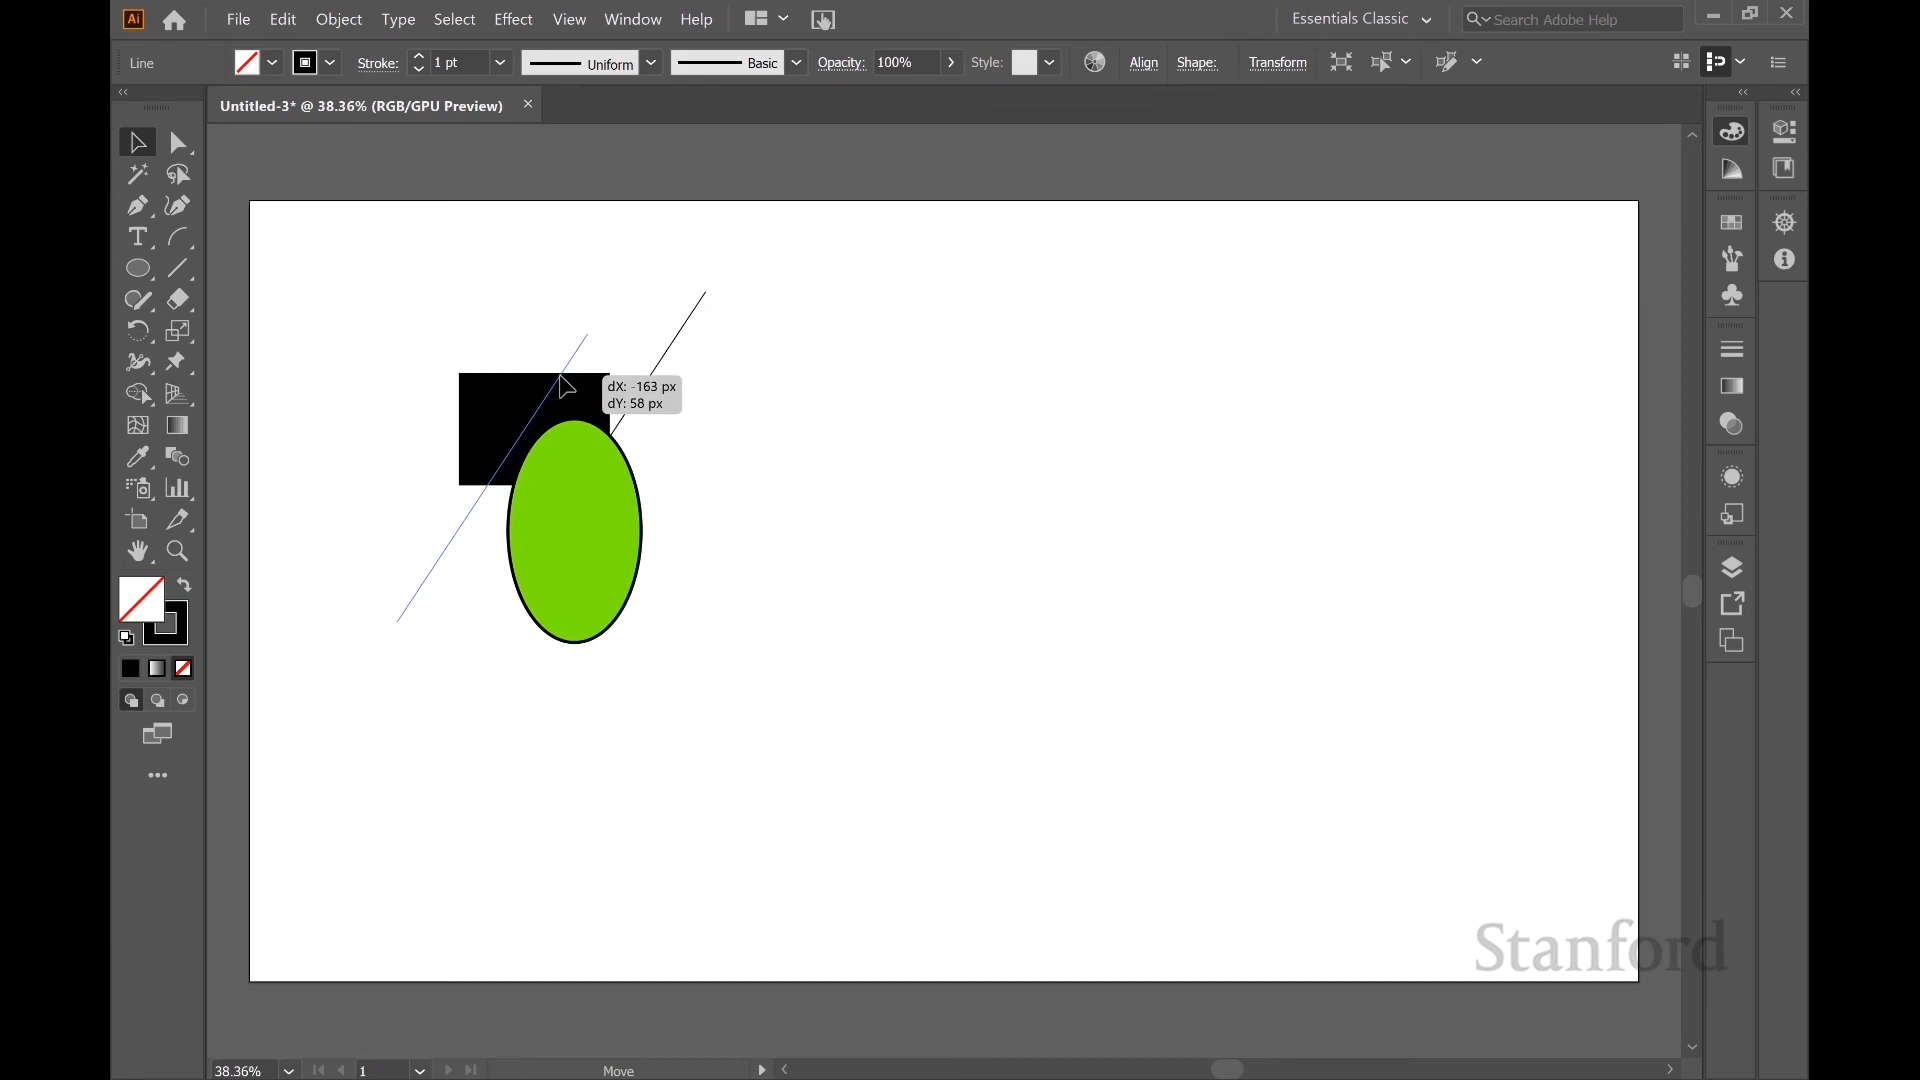 Ai File Edit Object Type Select Effect View Window Help Essentials Classic Search Adobe Help
Line Stroke: 1 pt Uniform Basic Opacity: 100% Style: Align Shape: Transform
Untitled-3* @ 38.36% (RGB/GPU Preview)
dX: -163 px
dY: 58 px
Stanford
38.36% 1 Move